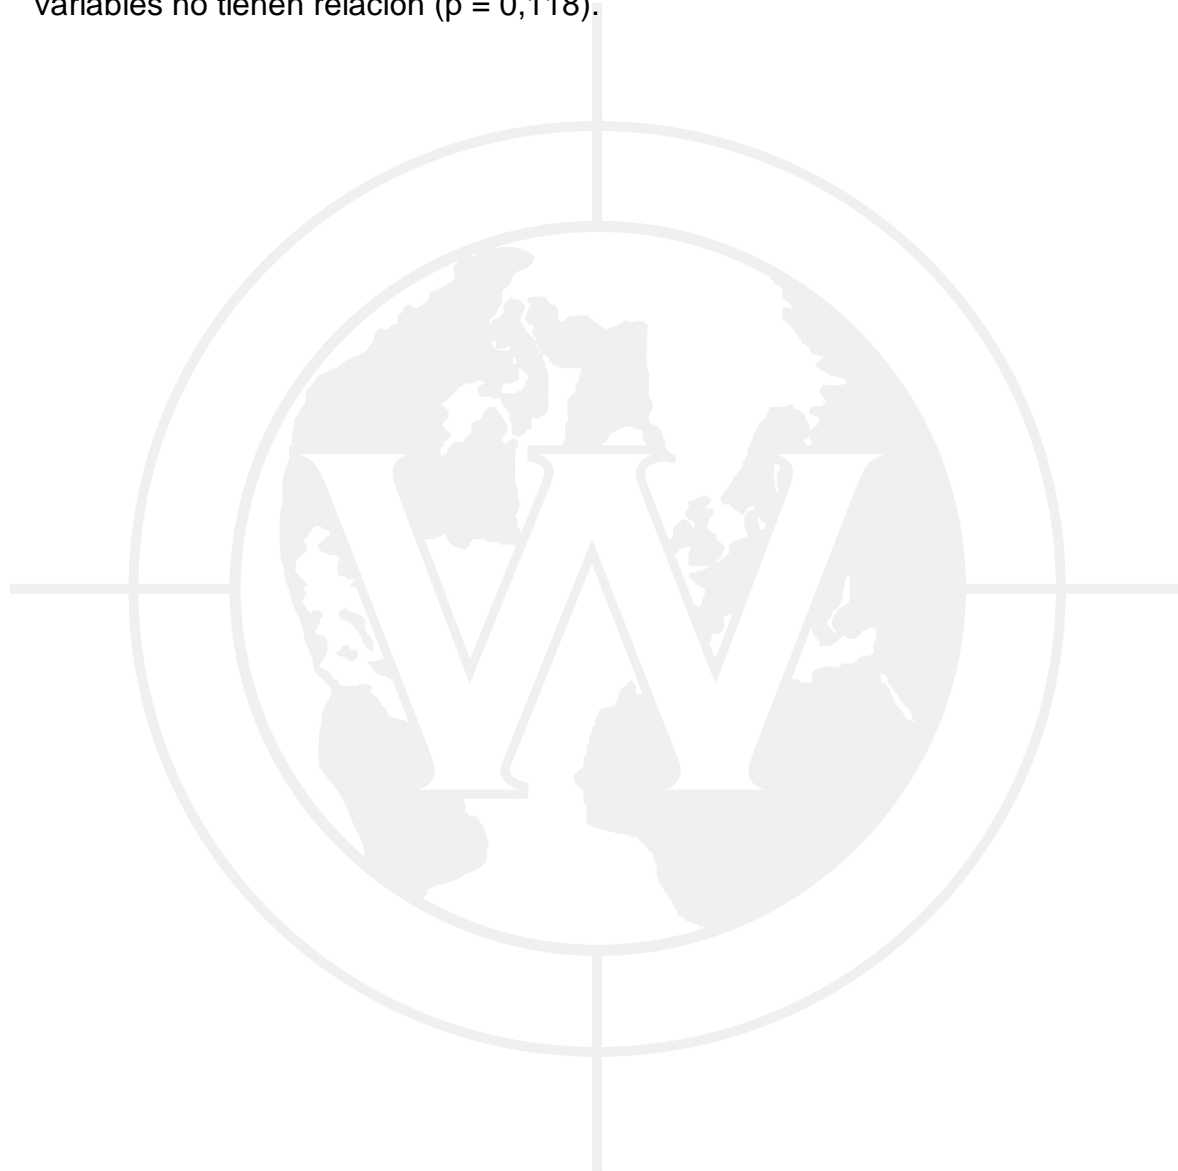 variables no tienen relación (p = 0,118).
W